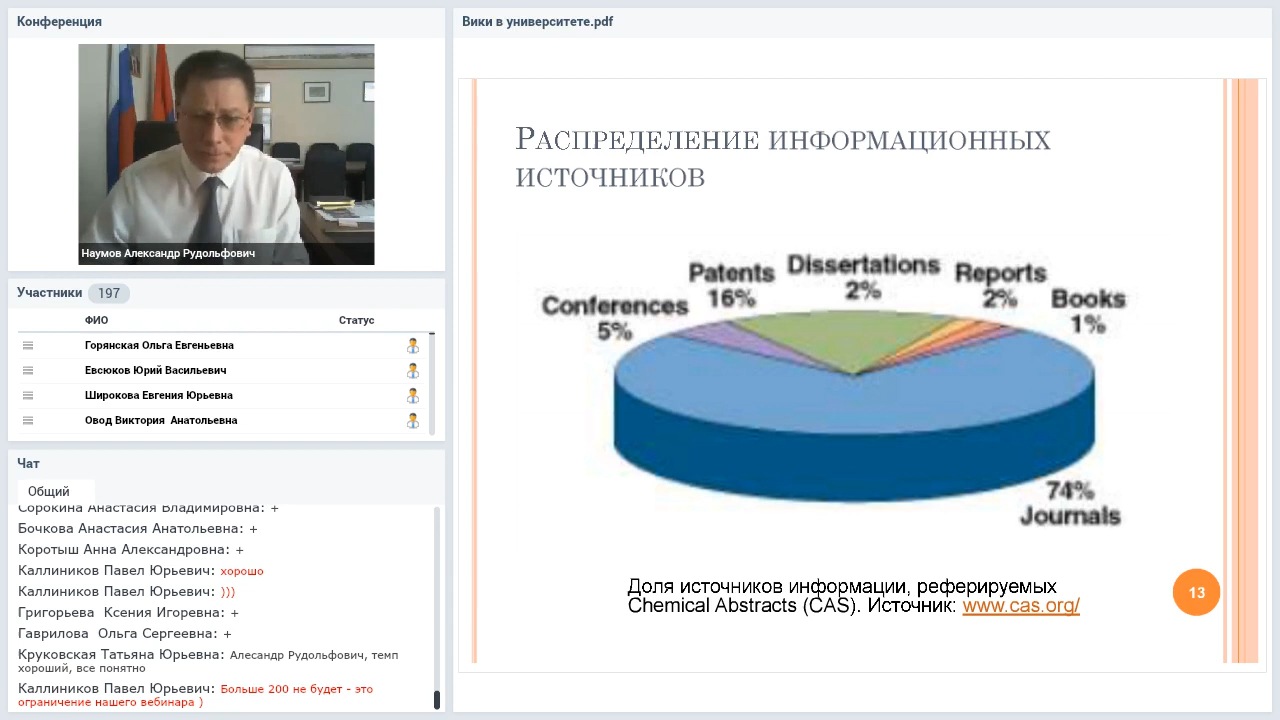 Конференция
Наумов Александр Рудольфович
Участники 197
ФИО Статус
Горянская Ольга Евгеньевна
Евсюков Юрий Васильевич
Широкова Евгения Юрьевна
Овод Виктория Анатольевна
Чат
Общий
Сорокина Анастасия Владимировна: +
Бочкова Анастасия Анатольевна: +
Коротыш Анна Александровна: +
Каллиников Павел Юрьевич: хорошо
Каллиников Павел Юрьевич: )))
Григорьева Ксения Игоревна: +
Гаврилова Ольга Сергеевна: +
Круковская Татьяна Юрьевна: Алесандр Рудольфович, темп
хороший, все понятно
Каллиников Павел Юрьевич: Больше 200 не будет - это
ограничение нашего вебинара )
Вики в университете.pdf
Распределение информационных
источников
Conferences
5%
Patents
16%
Dissertations
2%
Reports
2%
Books
1%
74%
Journals
Доля источников информации, реферируемых
Chemical Abstracts (CAS). Источник: www.cas.org/
13